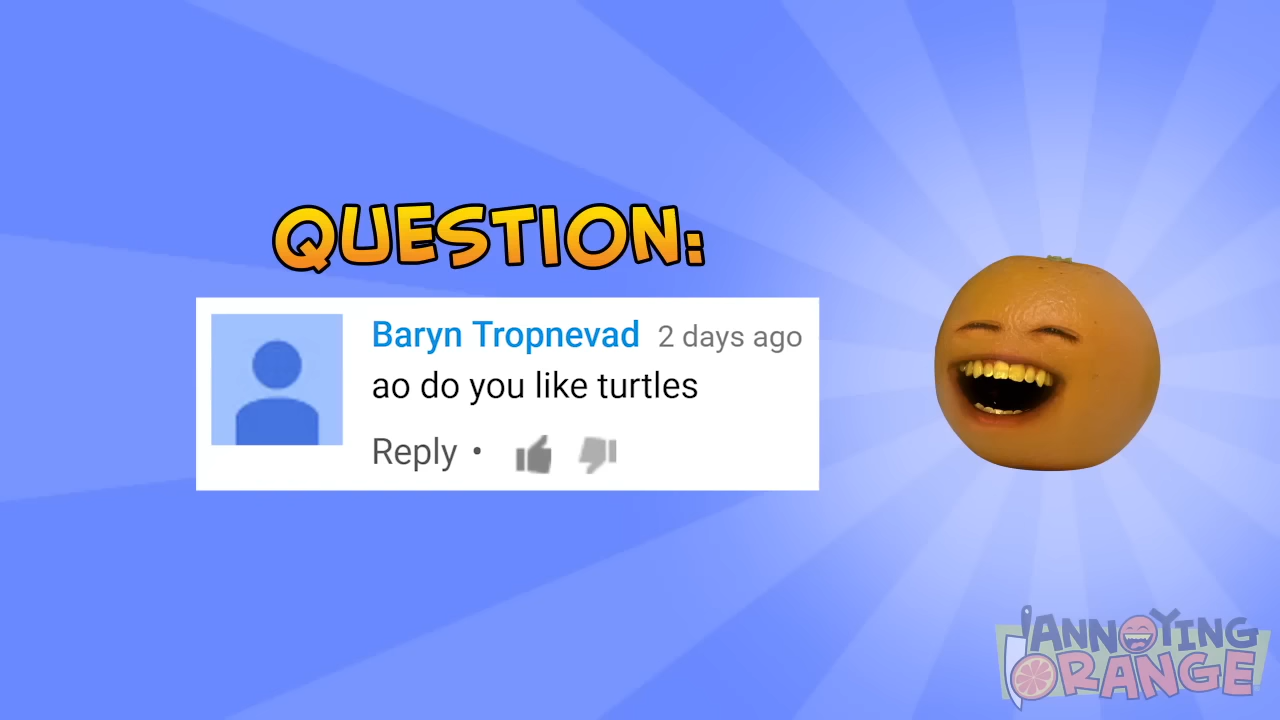 QUESTION:
Baryn Tropnevad 2 days ago
ao do you like turtles
Reply •
ANNOYING
ORANGE